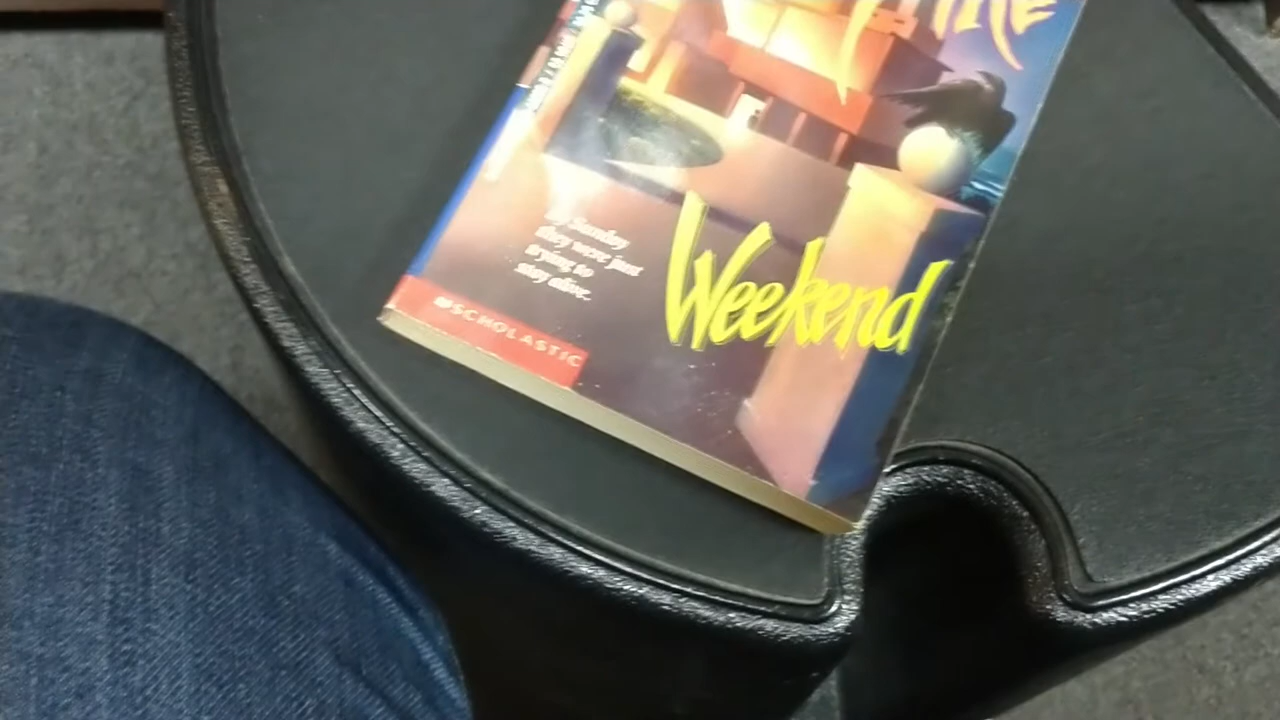 By Sunday
they were just
trying to
stay alive.
Weekend
SCHOLASTIC